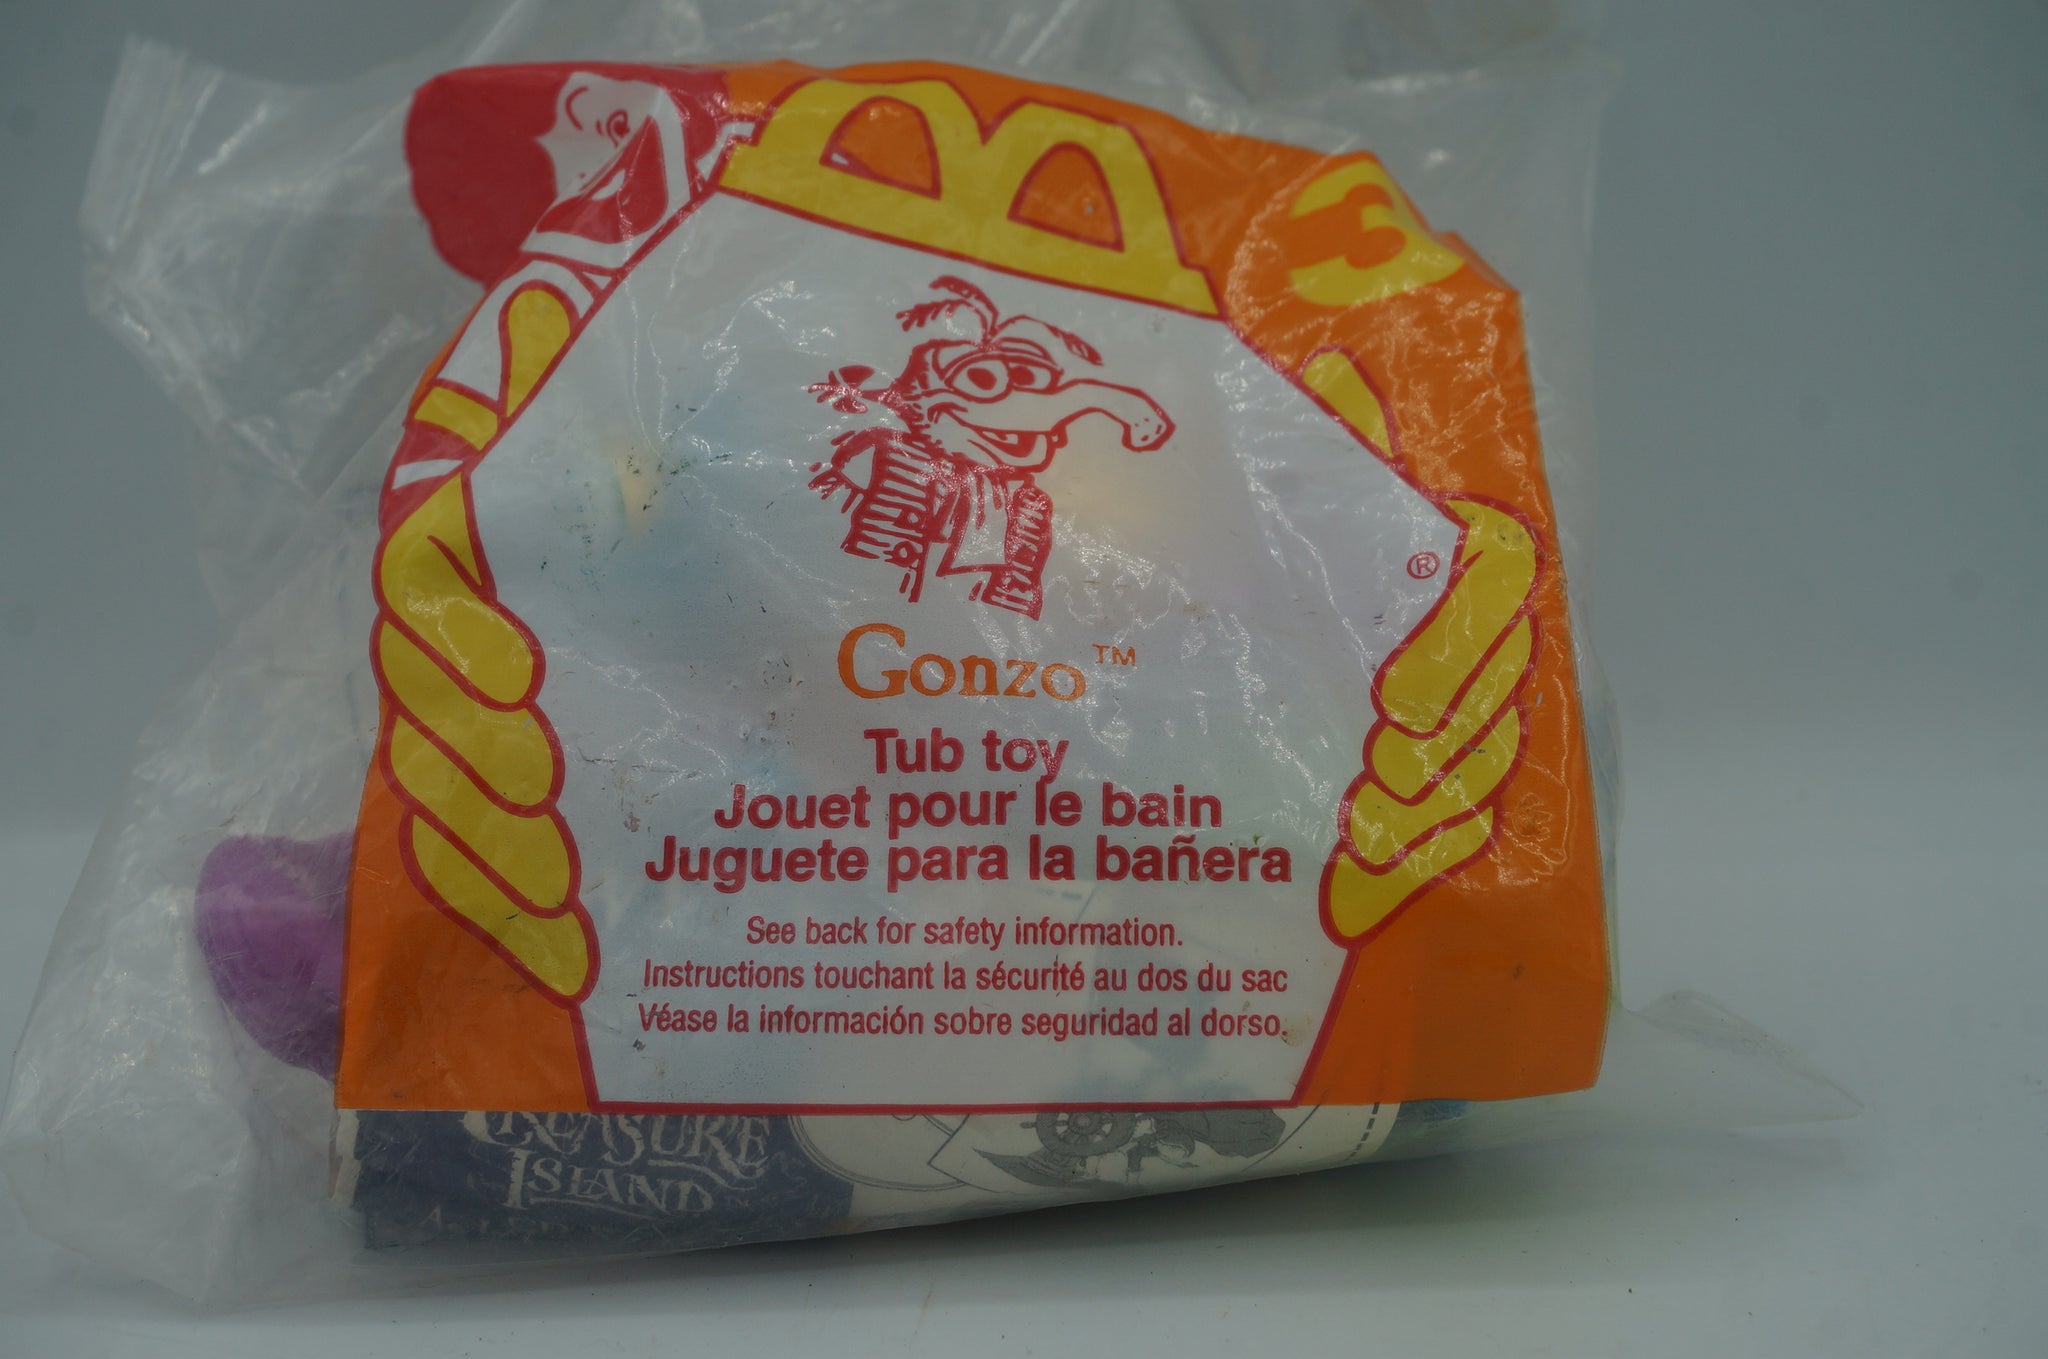 3
®
Gonzo™
Tub toy
Jouet pour le bain
Juguete para la bañera
See back for safety information.
Instructions touchant la sécurité au dos du sac
Véase la información sobre seguridad al dorso.
TREASURE
ISLAND